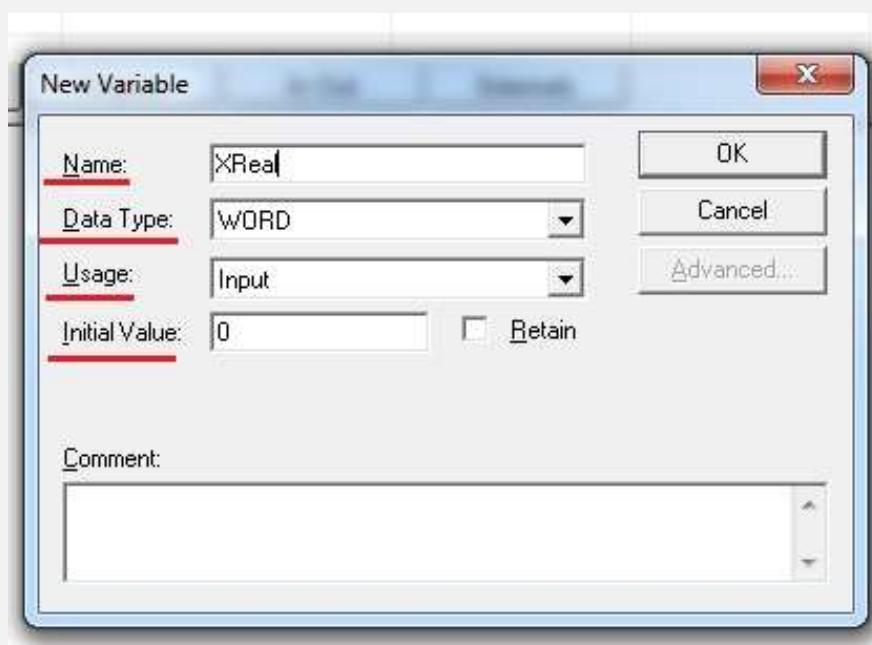 New Variable
Name: XReal OK
Data Type: WORD Cancel
Usage: Input Advanced...
Initial Value: 0 Retain
Comment: